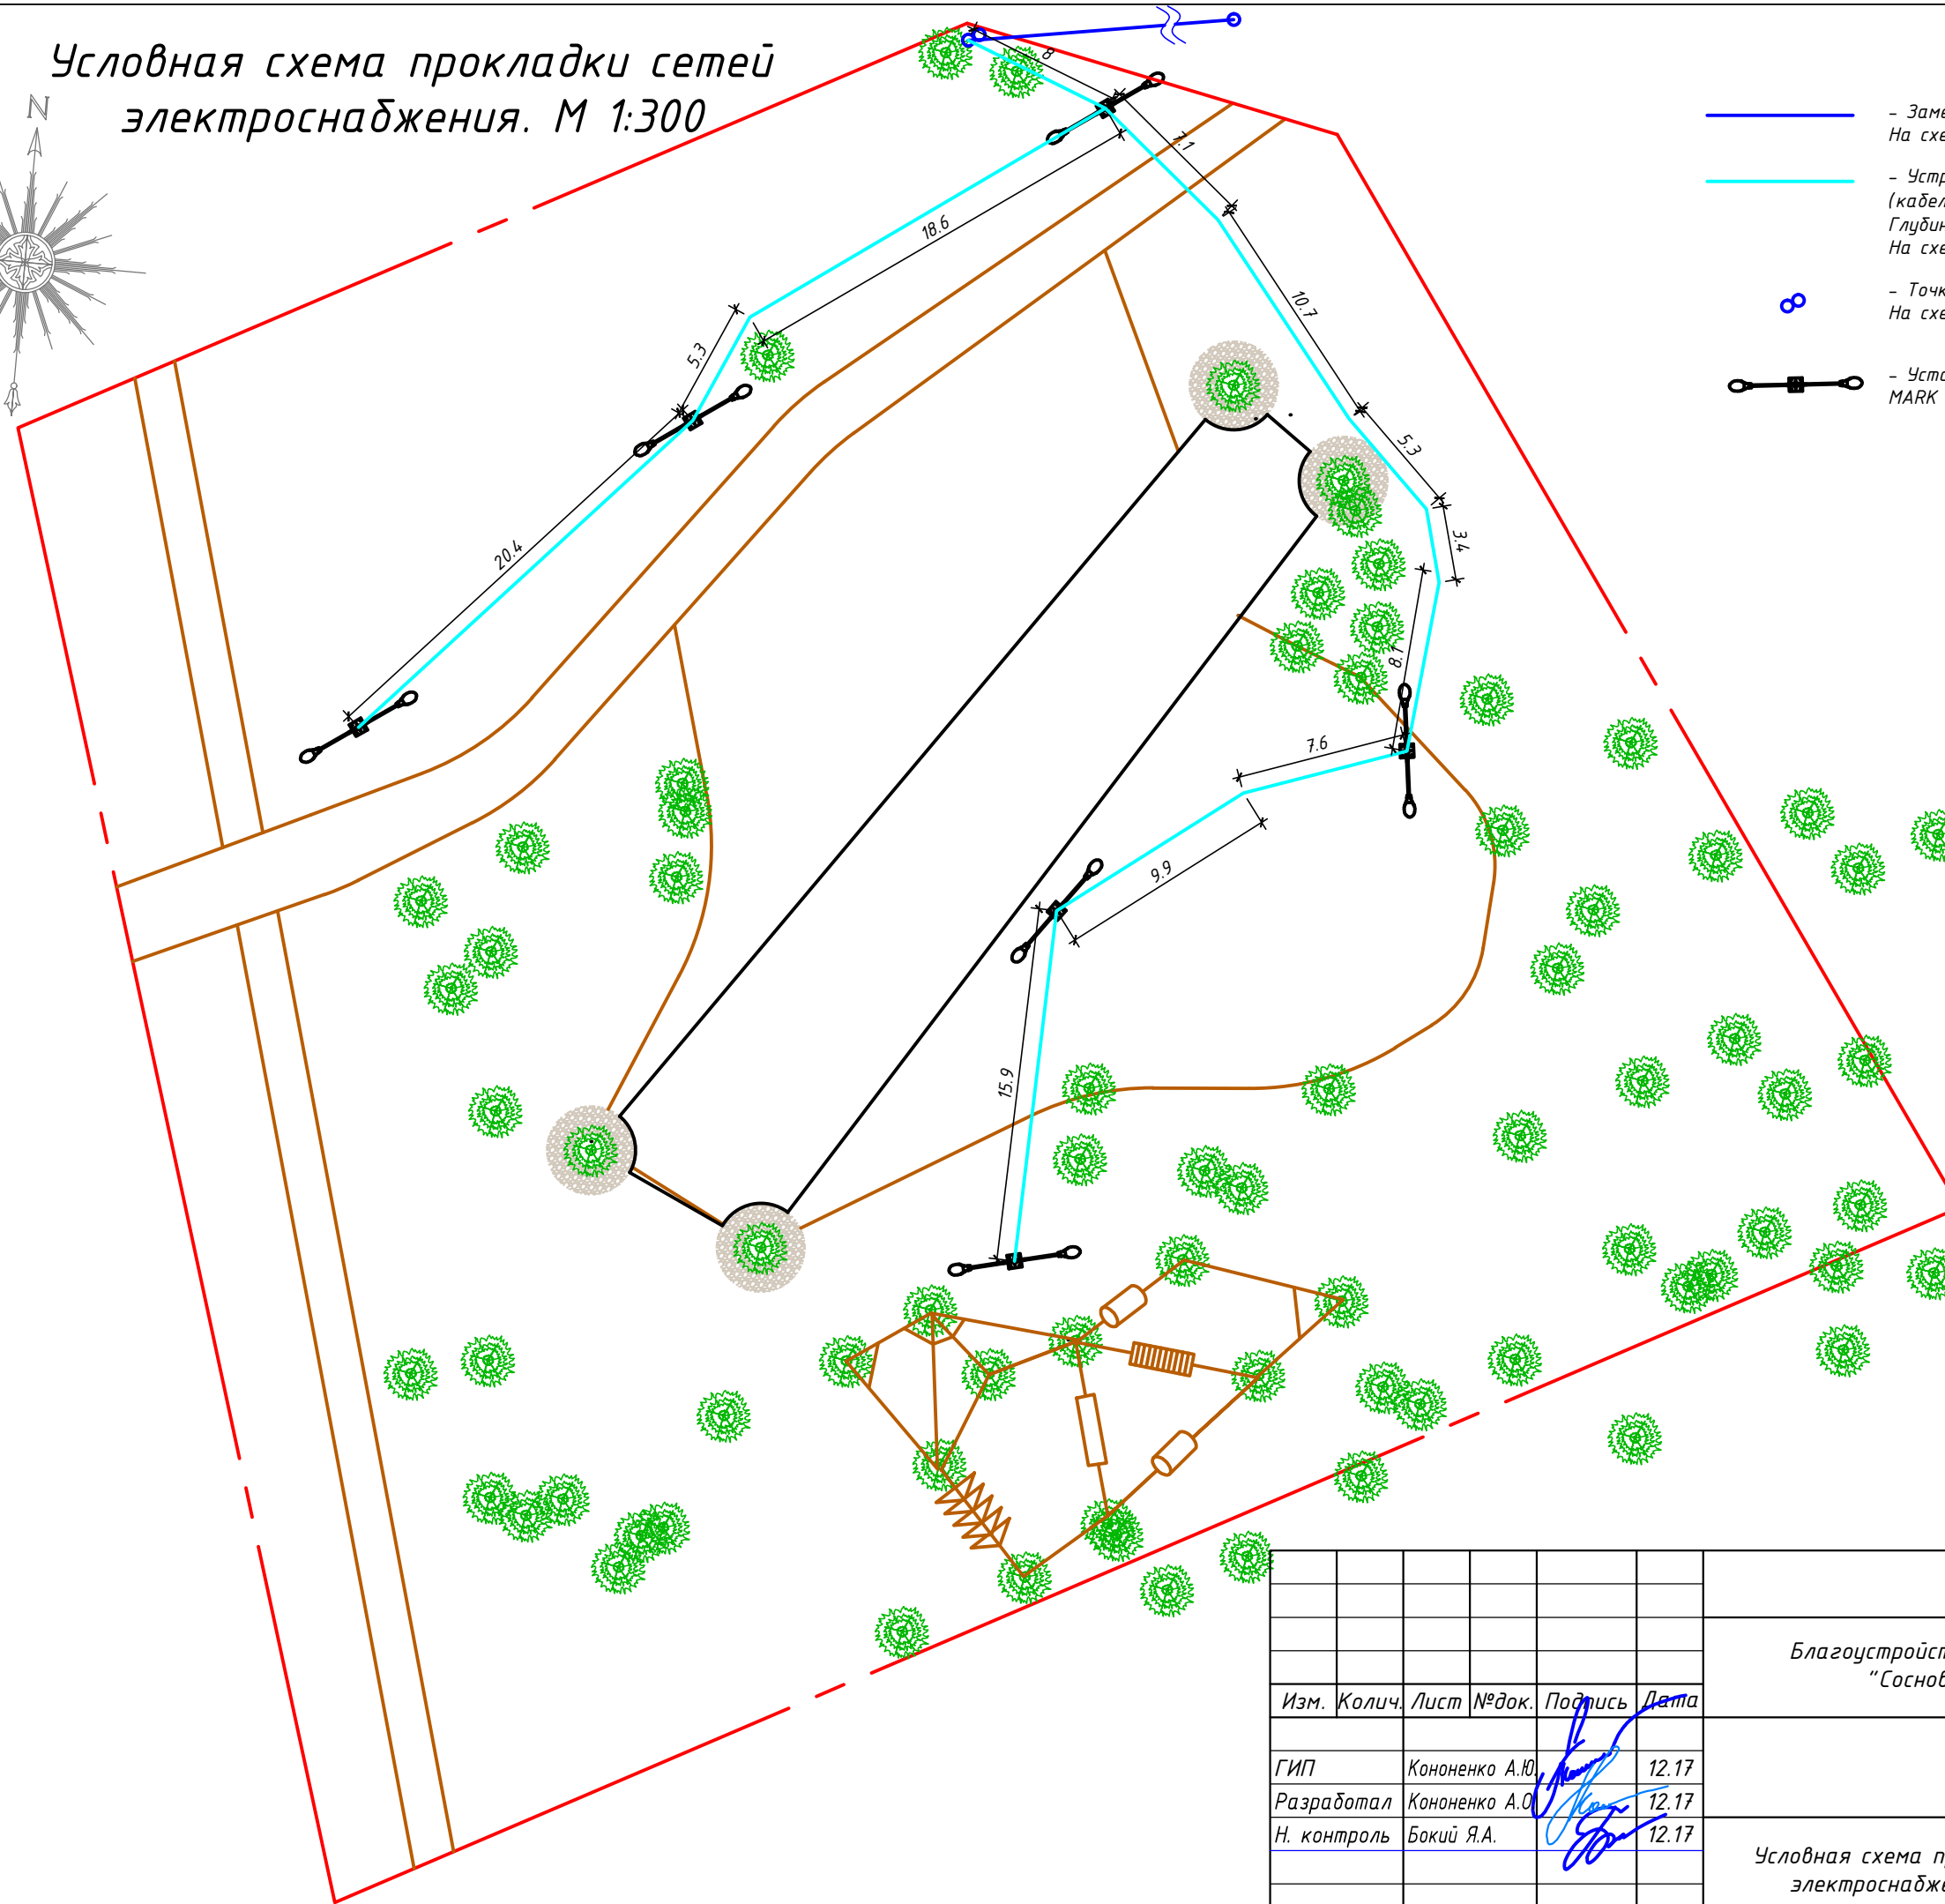 Условная схема прокладки сетей
электроснабжения. М 1:300
N
8
7.1
18.6
10.7
5.3
5.3
3.4
20.4
8.1
7.6
9.9
15.9
- Заме
На схе
- Устр
(кабел
Глубин
На схе
- Точк
На схе
- Уста
MARK
Благоустройст
"Соснов
Изм. Колич. Лист №док. Подпись Дата
ГИП Кононенко А.Ю. 12.17
Разработал Кононенко А.О 12.17
Н. контроль Бокий Я.А. 12.17
Условная схема п
электроснабже